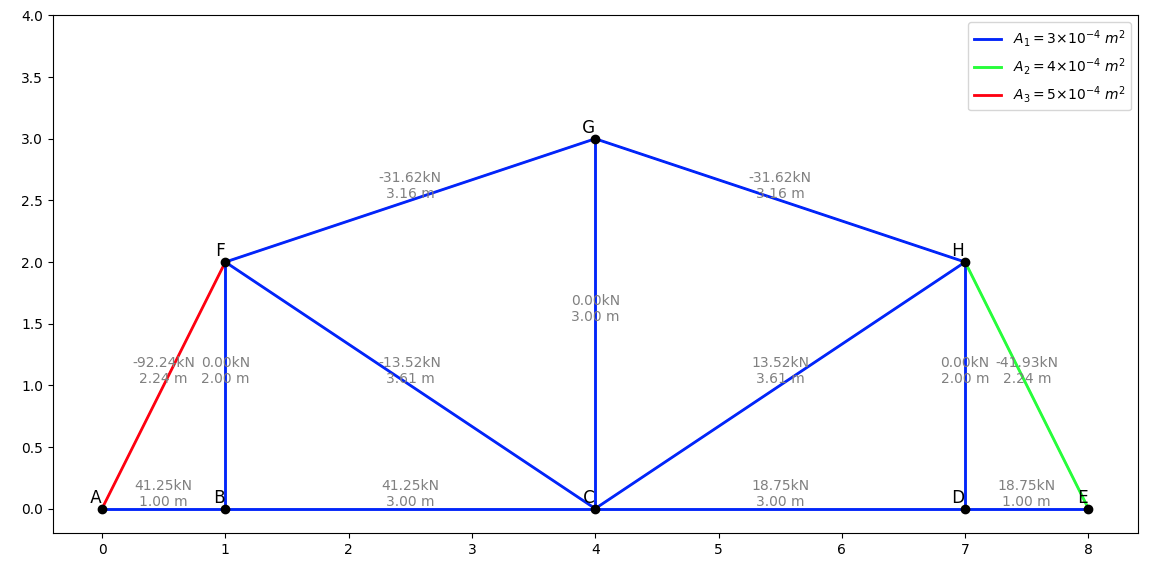 4.0
3.5
3.0
2.5
2.0
1.5
1.0
0.5
0.0
A₁ = 3×10⁻⁴ m²
A₂ = 4×10⁻⁴ m²
A₃ = 5×10⁻⁴ m²
G
-31.62kN
3.16 m
-31.62kN
3.16 m
F
H
0.00kN
3.00 m
-92.24kN
2.24 m
0.00kN
2.00 m
-13.52kN
3.61 m
13.52kN
3.61 m
0.00kN
2.00 m
-41.93kN
2.24 m
41.25kN
1.00 m
41.25kN
3.00 m
18.75kN
3.00 m
18.75kN
1.00 m
A
B
C
D
E
0 1 2 3 4 5 6 7 8